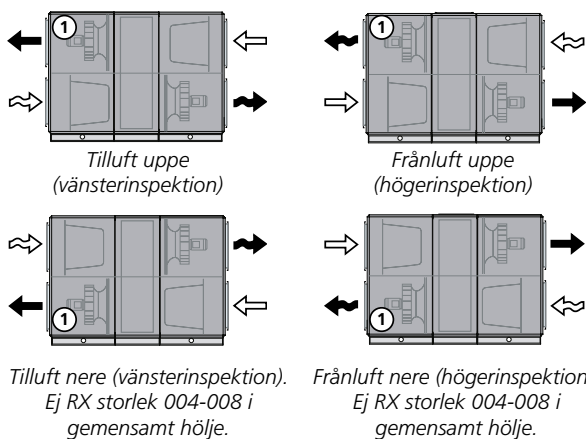 1
1
Tilluft uppe
(vänsterinspektion)
Frånluft uppe
(högerinspektion)
1
1
Tilluft nere (vänsterinspektion).
Ej RX storlek 004-008 i
gemensamt hölje.
Frånluft nere (högerinspektion
Ej RX storlek 004-008 i
gemensamt hölje.